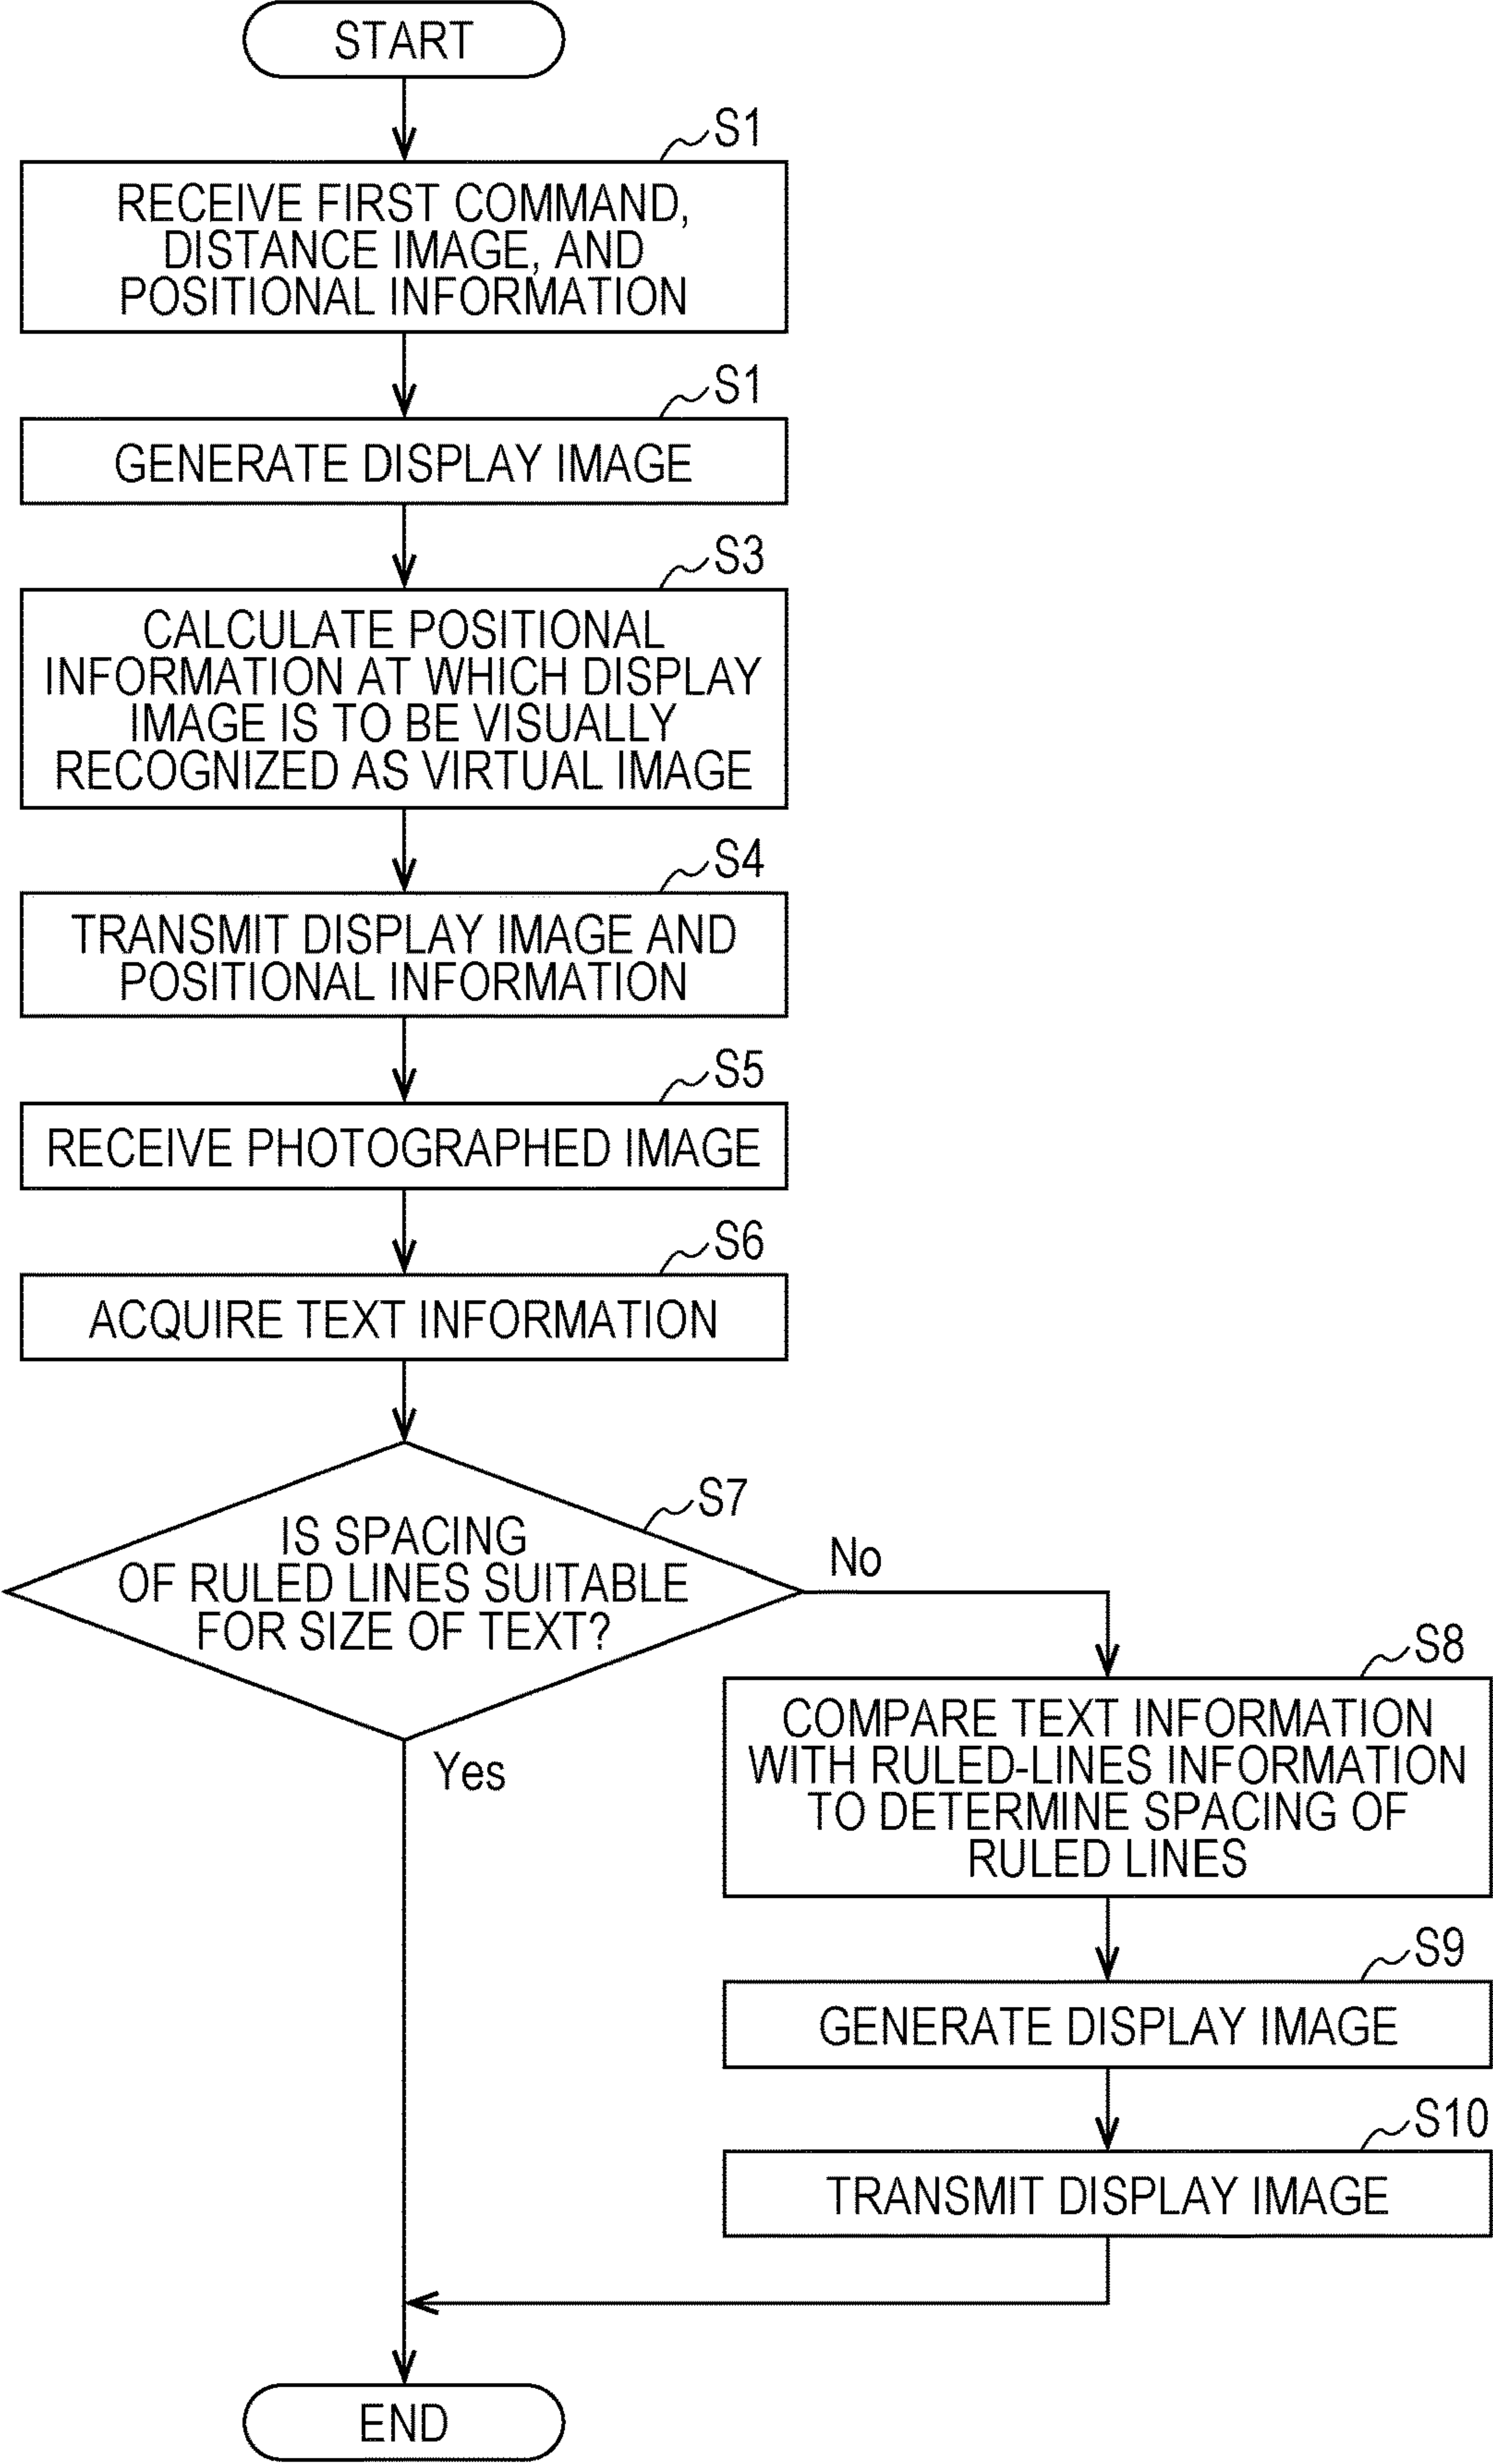 START
S1
RECEIVE FIRST COMMAND,
DISTANCE IMAGE, AND
POSITIONAL INFORMATION
S1
GENERATE DISPLAY IMAGE
S3
CALCULATE POSITIONAL
INFORMATION AT WHICH DISPLAY
IMAGE IS TO BE VISUALLY
RECOGNIZED AS VIRTUAL IMAGE
S4
TRANSMIT DISPLAY IMAGE AND
POSITIONAL INFORMATION
S5
RECEIVE PHOTOGRAPHED IMAGE
S6
ACQUIRE TEXT INFORMATION
S7
IS SPACING
OF RULED LINES SUITABLE
FOR SIZE OF TEXT?
No
Yes
S8
COMPARE TEXT INFORMATION
WITH RULED-LINES INFORMATION
TO DETERMINE SPACING OF
RULED LINES
S9
GENERATE DISPLAY IMAGE
S10
TRANSMIT DISPLAY IMAGE
END